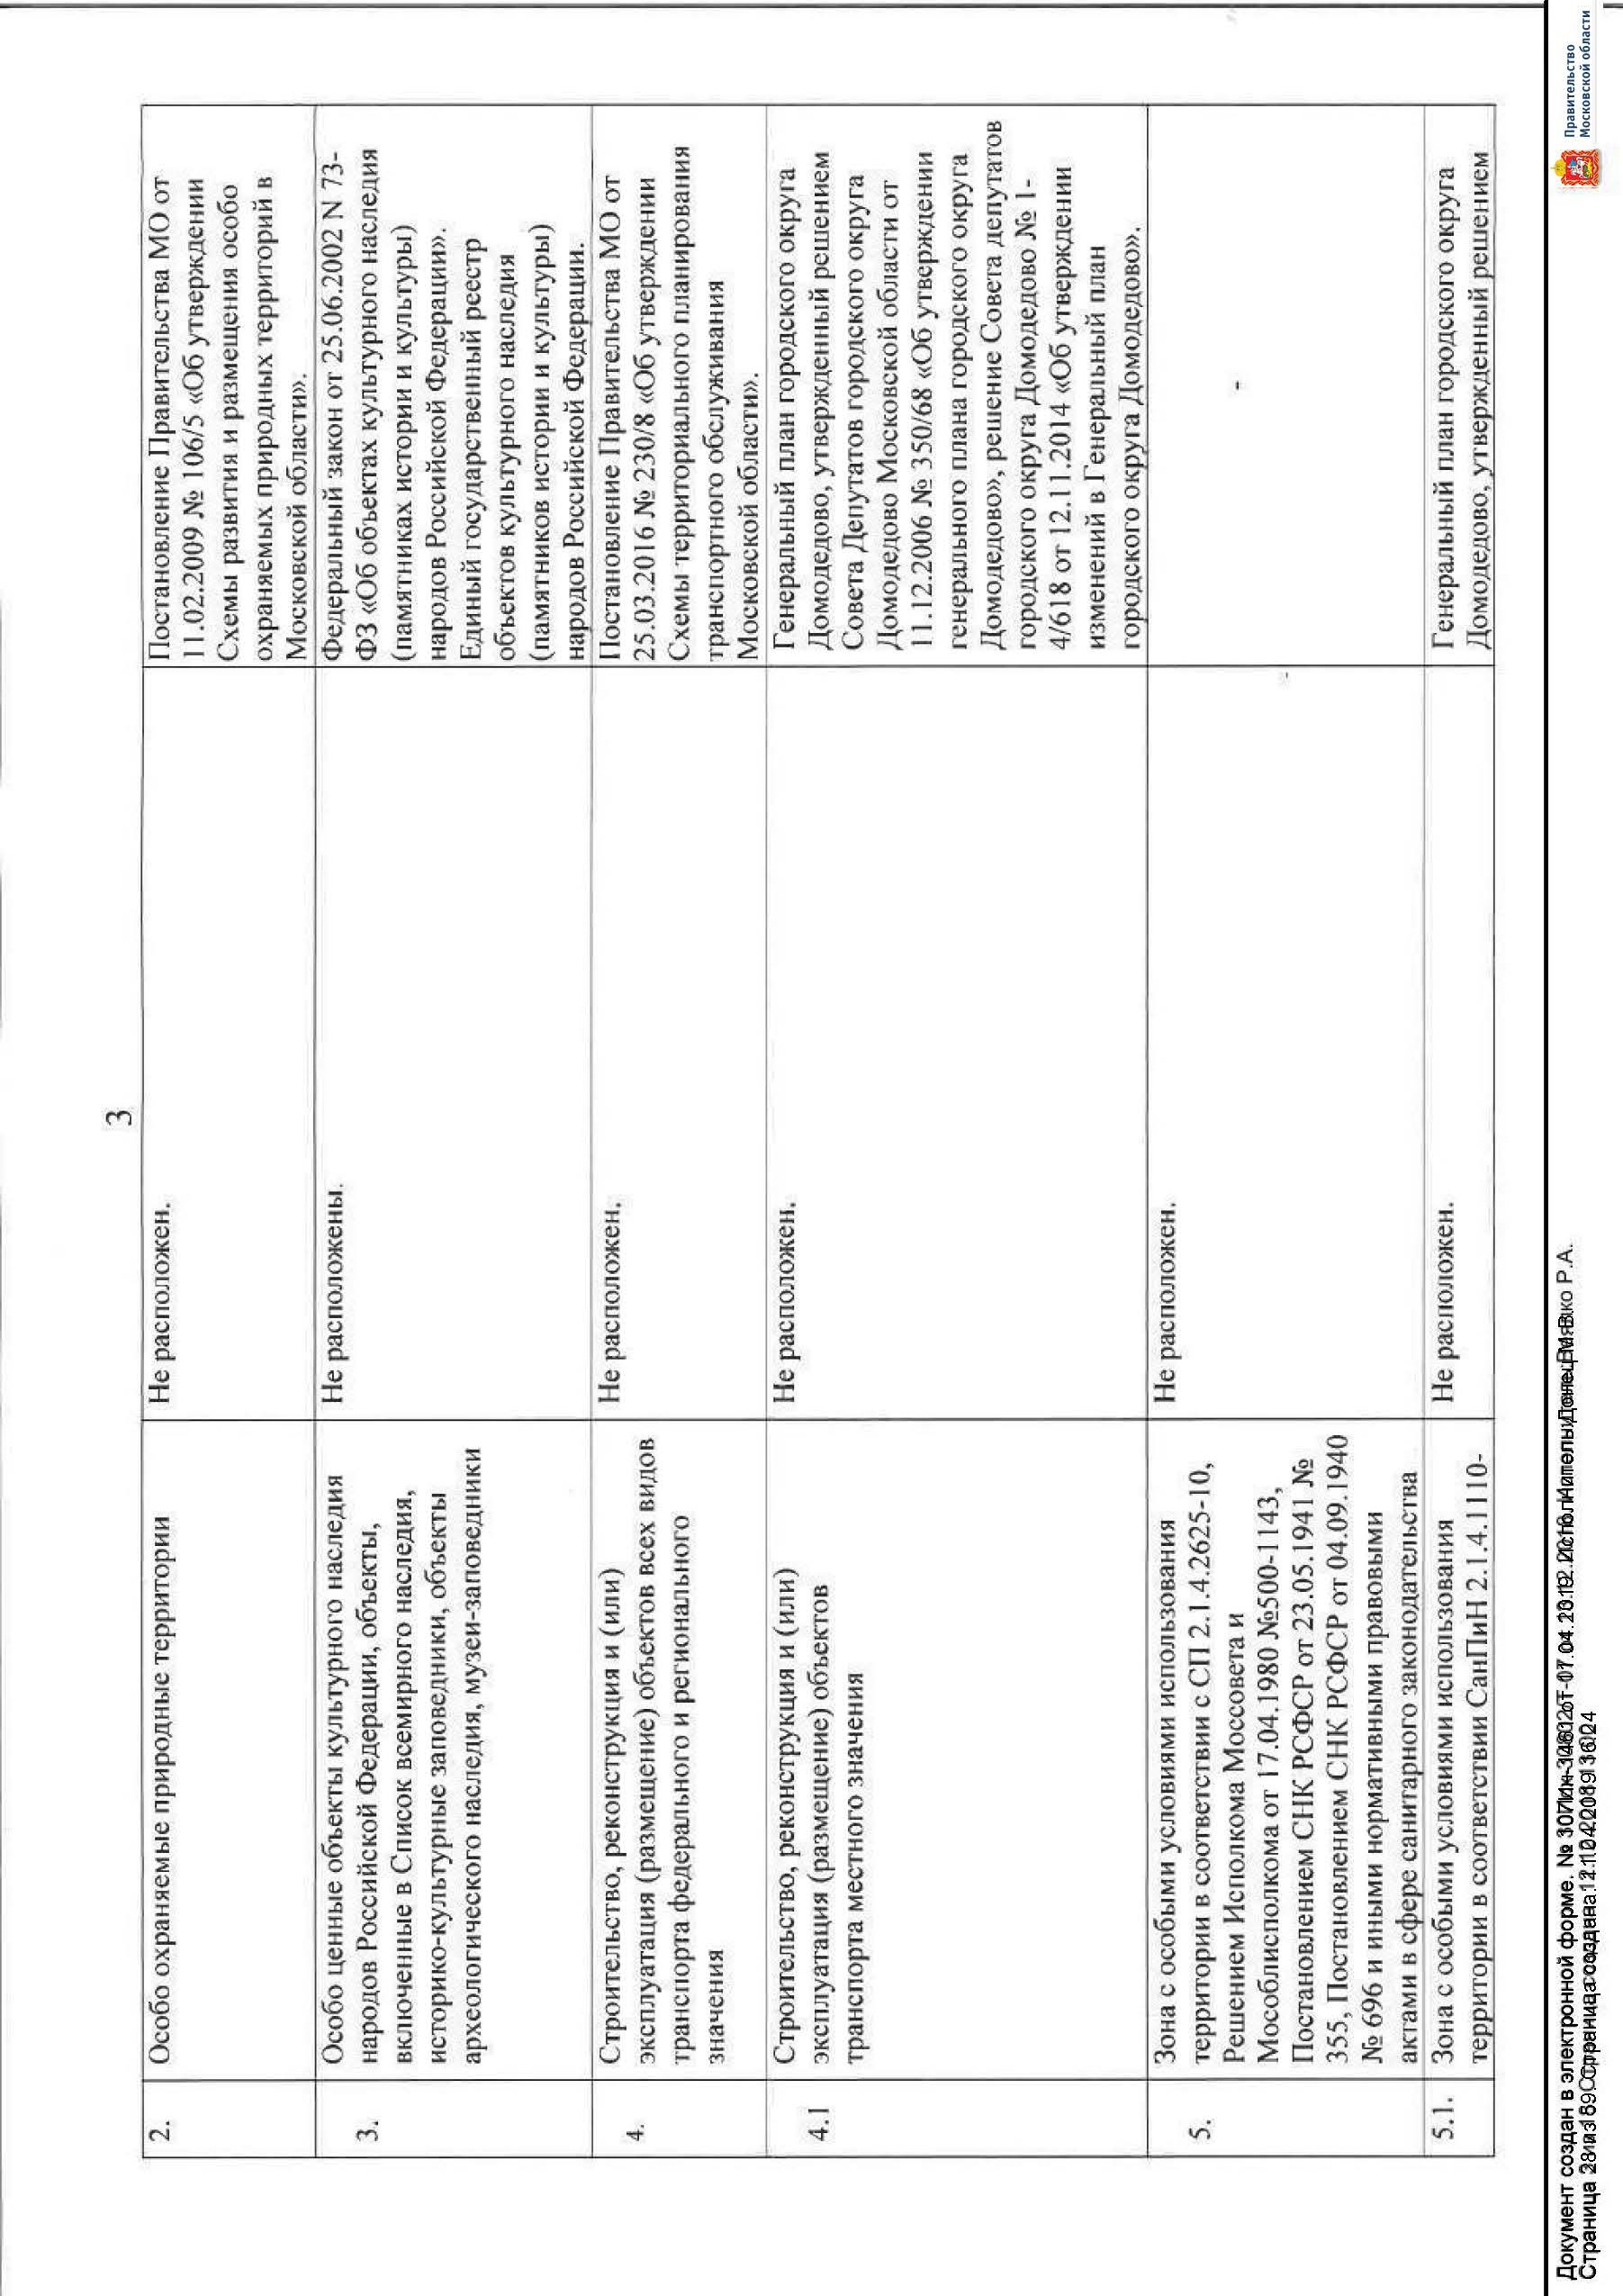 3
2.
Особо охраняемые природные территории
Не расположен.
Постановление Правительства МО от
11.02.2009 № 106/5 «Об утверждении
Схемы развития и размещения особо
охраняемых природных территорий в
Московской области».
3.
Особо ценные объекты культурного наследия
народов Российской Федерации, объекты,
включенные в Список всемирного наследия,
историко-культурные заповедники, объекты
археологического наследия, музеи-заповедники
Не расположены.
Федеральный закон от 25.06.2002 N 73-
ФЗ «Об объектах культурного наследия
(памятниках истории и культуры)
народов Российской Федерации».
Единый государственный реестр
объектов культурного наследия
(памятников истории и культуры)
народов Российской Федерации.
4.
Строительство, реконструкция и (или)
эксплуатация (размещение) объектов всех видов
транспорта федерального и регионального
значения
Не расположен.
Постановление Правительства МО от
25.03.2016 № 230/8 «Об утверждении
Схемы территориального планирования
транспортного обслуживания
Московской области».
4.1
Строительство, реконструкция и (или)
эксплуатация (размещение) объектов
транспорта местного значения
Не расположен.
Генеральный план городского округа
Домодедово, утвержденный решением
Совета Депутатов городского округа
Домодедово Московской области от
11.12.2006 № 350/68 «Об утверждении
генерального плана городского округа
Домодедово», решение Совета депутатов
городского округа Домодедово № 1-
4/618 от 12.11.2014 «Об утверждении
изменений в Генеральный план
городского округа Домодедово».
5.
Зона с особыми условиями использования
территории в соответствии с СП 2.1.4.2625-10,
Решением Исполкома Моссовета и
Мособлисполкома от 17.04.1980 №500-1143,
Постановлением СНК РСФСР от 23.05.1941 №
355, Постановлением СНК РСФСР от 04.09.1940
№ 696 и иными нормативными правовыми
актами в сфере санитарного законодательства
Не расположен.
-
5.1.
Зона с особыми условиями использования
территории в соответствии СанПиН 2.1.4.1110-
Не расположен.
Генеральный план городского округа
Домодедово, утвержденный решением
Документ создан в электронной форме. №
Страница
Правительство
Московской области